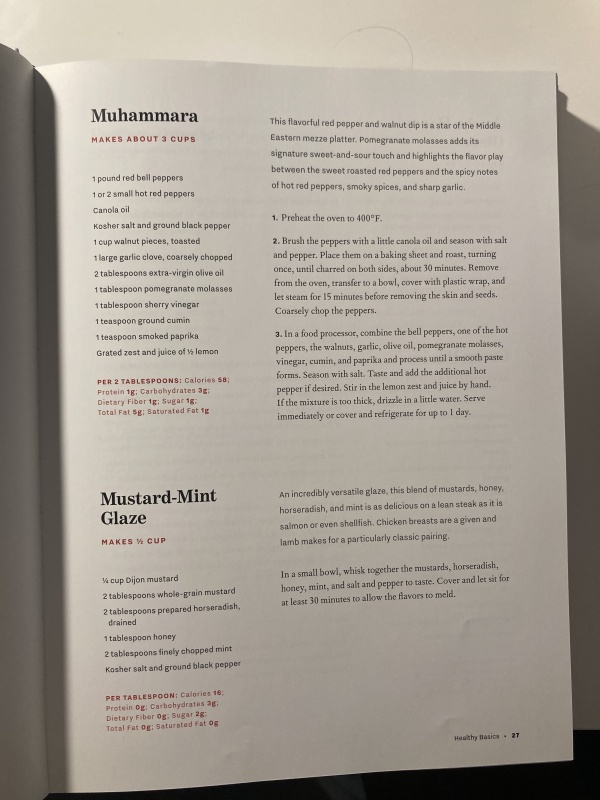 Muhammara
MAKES ABOUT 3 CUPS
1 pound red bell peppers
1 or 2 small hot red peppers
Canola oil
Kosher salt and ground black pepper
1 cup walnut pieces, toasted
1 large garlic clove, coarsely chopped
2 tablespoons extra-virgin olive oil
1 tablespoon pomegranate molasses
1 tablespoon sherry vinegar
1 teaspoon ground cumin
1 teaspoon smoked paprika
Grated zest and juice of ½ lemon
PER 2 TABLESPOONS: Calories 58;
Protein 1g; Carbohydrates 3g;
Dietary Fiber 1g; Sugar 1g;
Total Fat 5g; Saturated Fat 1g
This flavorful red pepper and walnut dip is a star of the Middle
Eastern mezze platter. Pomegranate molasses adds its
signature sweet-and-sour touch and highlights the flavor play
between the sweet roasted red peppers and the spicy notes
of hot red peppers, smoky spices, and sharp garlic.
1. Preheat the oven to 400°F.
2. Brush the peppers with a little canola oil and season with salt
and pepper. Place them on a baking sheet and roast, turning
once, until charred on both sides, about 30 minutes. Remove
from the oven, transfer to a bowl, cover with plastic wrap, and
let steam for 15 minutes before removing the skin and seeds.
Coarsely chop the peppers.
3. In a food processor, combine the bell peppers, one of the hot
peppers, the walnuts, garlic, olive oil, pomegranate molasses,
vinegar, cumin, and paprika and process until a smooth paste
forms. Season with salt. Taste and add the additional hot
pepper if desired. Stir in the lemon zest and juice by hand.
If the mixture is too thick, drizzle in a little water. Serve
immediately or cover and refrigerate for up to 1 day.
Mustard-Mint
Glaze
MAKES ½ CUP
¼ cup Dijon mustard
2 tablespoons whole-grain mustard
2 tablespoons prepared horseradish,
drained
1 tablespoon honey
2 tablespoons finely chopped mint
Kosher salt and ground black pepper
PER TABLESPOON: Calories 16;
Protein 0g; Carbohydrates 3g;
Dietary Fiber 0g; Sugar 2g;
Total Fat 0g; Saturated Fat 0g
An incredibly versatile glaze, this blend of mustards, honey,
horseradish, and mint is as delicious on a lean steak as it is
salmon or even shellfish. Chicken breasts are a given and
lamb makes for a particularly classic pairing.
In a small bowl, whisk together the mustards, horseradish,
honey, mint, and salt and pepper to taste. Cover and let sit for
at least 30 minutes to allow the flavors to meld.
Healthy Basics • 27